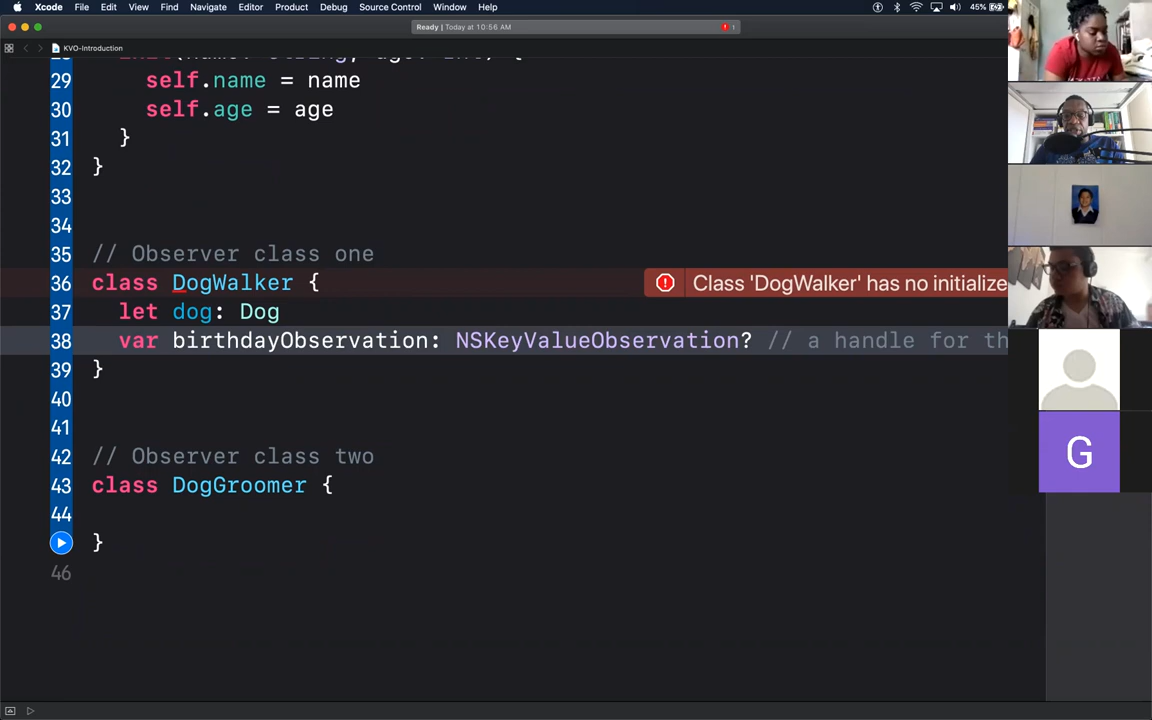 Xcode File Edit View Find Navigate Editor Product Debug Source Control Window Help 45%
Ready | Today at 10:56 AM 1
KVO-Introduction
29 self.name = name
30 self.age = age
31 }
32 }
33
34
35 // Observer class one
36 class DogWalker { Class 'DogWalker' has no initialize
37 let dog: Dog
38 var birthdayObservation: NSKeyValueObservation? // a handle for th
39 }
40
41
42 // Observer class two
43 class DogGroomer {
44
}
46
G